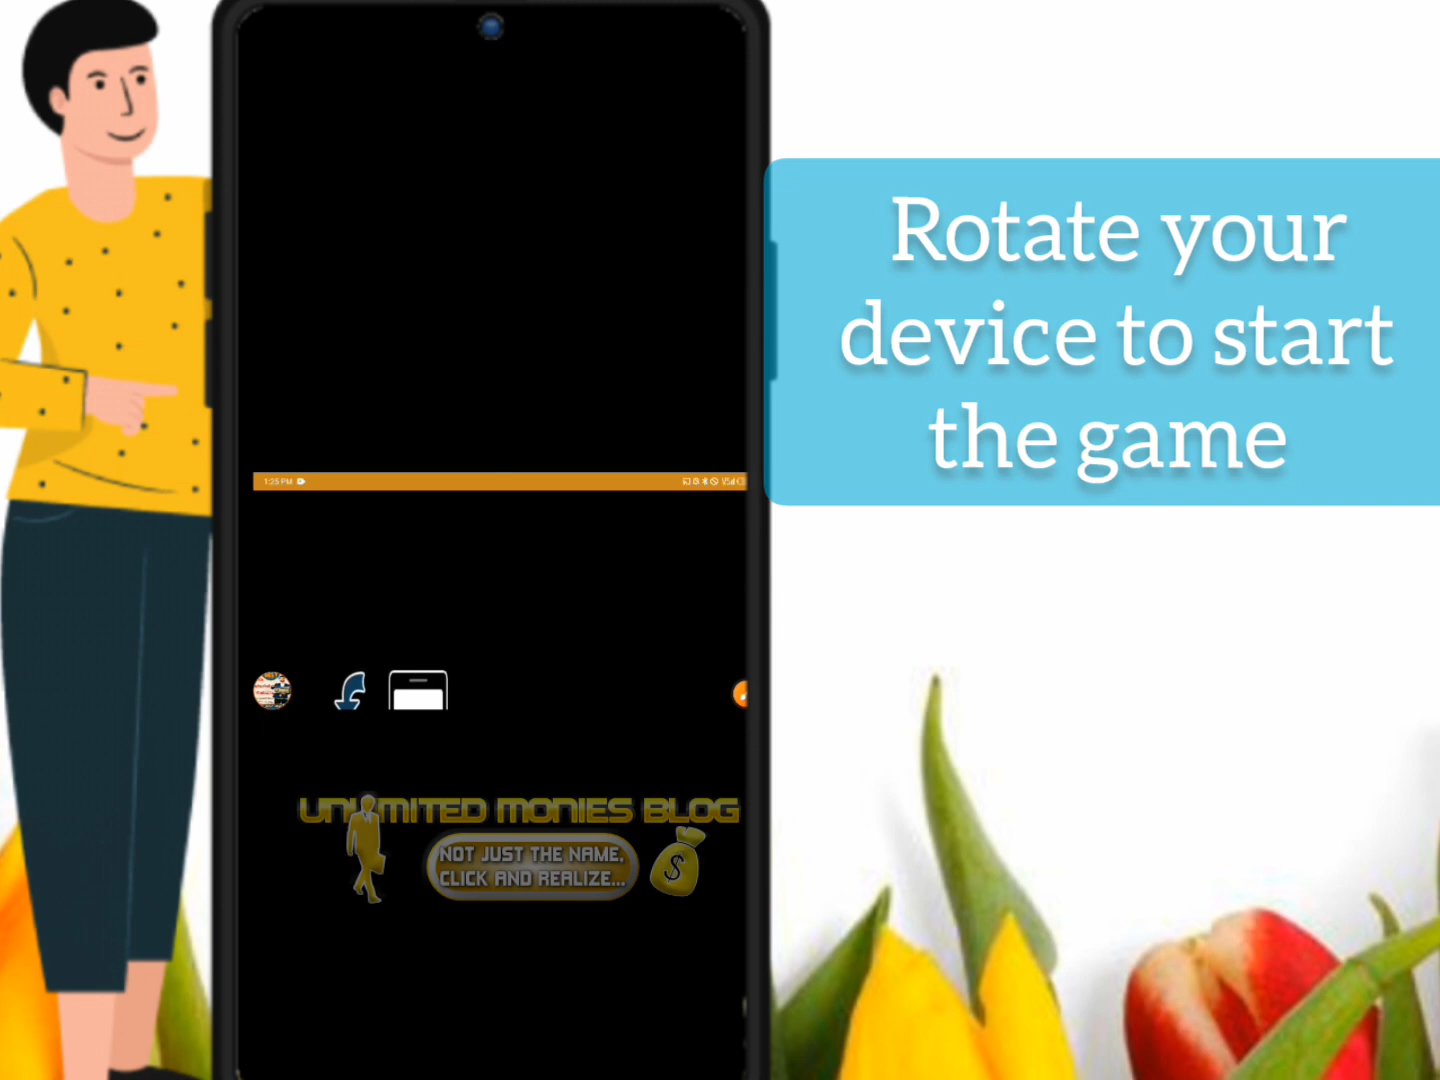 Rotate your
device to start
the game
1:25 PM
UNLIMITED MONIES BLOG
NOT JUST THE NAME,
CLICK AND REALIZE...
$